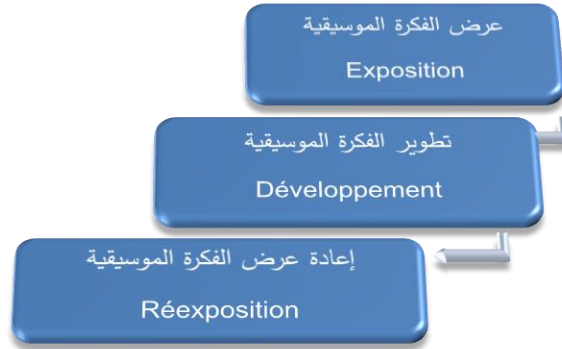 عرض الفكرة الموسيقية
Exposition
تطوير الفكرة الموسيقية
Développement
إعادة عرض الفكرة الموسيقية
Réexposition